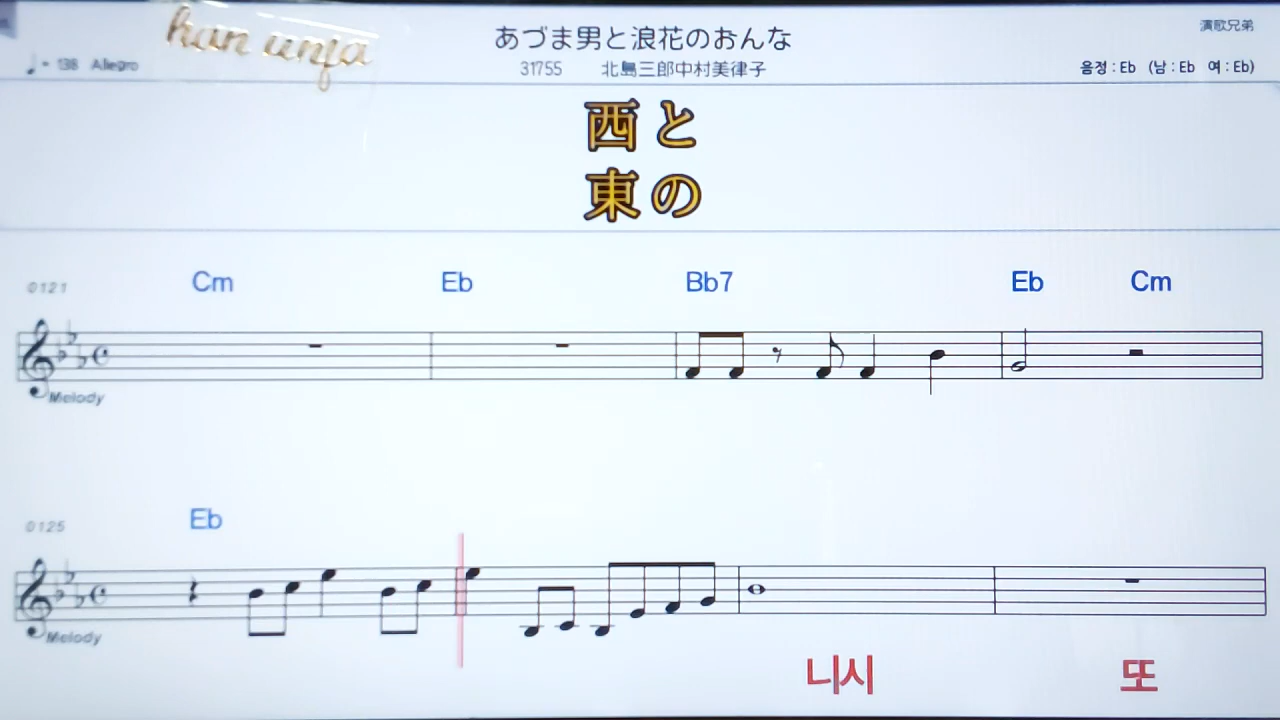 han unja
あづま男と浪花のおんな
演歌兄弟
♩= 138 Allegro
31755 北島三郎中村美律子
음정 : Eb (남 : Eb 여 : Eb)
西と
東の
0121 Cm Eb Bb7 Eb Cm
Melody
0125 Eb
Melody
니시 또